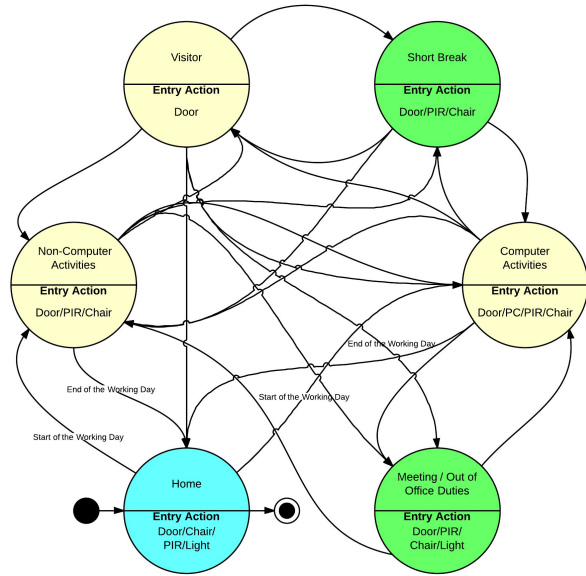 Visitor
Entry Action
Door
Short Break
Entry Action
Door/PIR/Chair
Non-Computer
Activities
Entry Action
Door/PIR/Chair
Computer
Activities
Entry Action
Door/PC/PIR/Chair
End of the Working Day
End of the Working Day
Start of the Working Day
Start of the Working Day
Home
Entry Action
Door/Chair/
PIR/Light
Meeting / Out of
Office Duties
Entry Action
Door/PIR/
Chair/Light